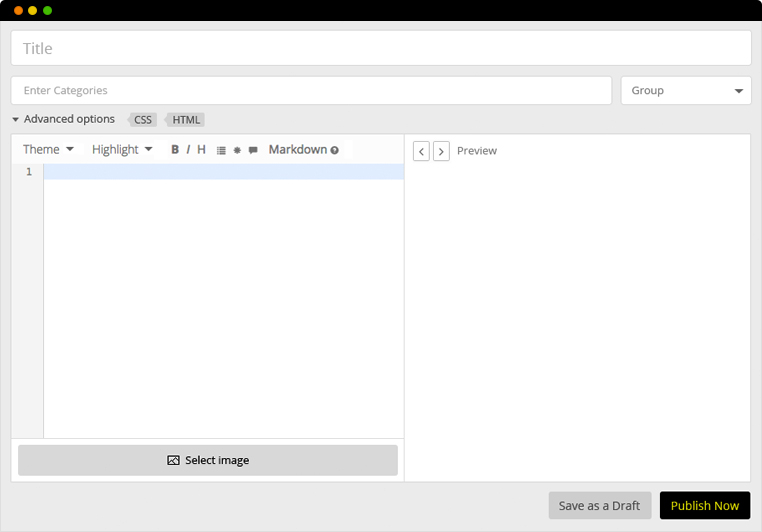 Title
Enter Categories Group
Advanced options CSS HTML
Theme Highlight B I H Markdown ?
Preview
1
Select image
Save as a Draft Publish Now